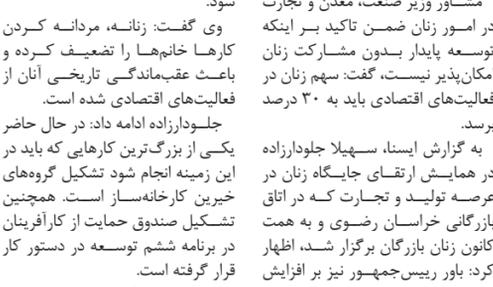 مشاور وزیر صنعت، معدن و تجارت
در امور زنان ضمن تاکید بر اینکه
توسعه پایدار بدون مشارکت زنان
مکان‌پذیر نیست، گفت: سهم زنان در
فعالیت‌های اقتصادی باید به ۳۰ درصد
برسد.
به گزارش ایسنا، سهیلا جلودارزاده
در همایش ارتقای جایگاه زنان در
عرصه تولید و تجارت که در اتاق
بازرگانی خراسان رضوی و به همت
کانون زنان بازرگان برگزار شد، اظهار
کرد: باور رییس‌جمهور نیز بر افزایش
شود.
وی گفت: زنانه، مردانه کردن
کارها خانم‌ها را تضعیف کرده و
باعث عقب‌ماندگی تاریخی آنان از
فعالیت‌های اقتصادی شده است.
جلودارزاده ادامه داد: در حال حاضر
یکی از بزرگ‌ترین کارهایی که باید در
این زمینه انجام شود تشکیل گروه‌های
خیرین کارخانه‌ساز است. همچنین
تشکیل صندوق حمایت از کارآفرینان
در برنامه ششم توسعه در دستور کار
قرار گرفته است.